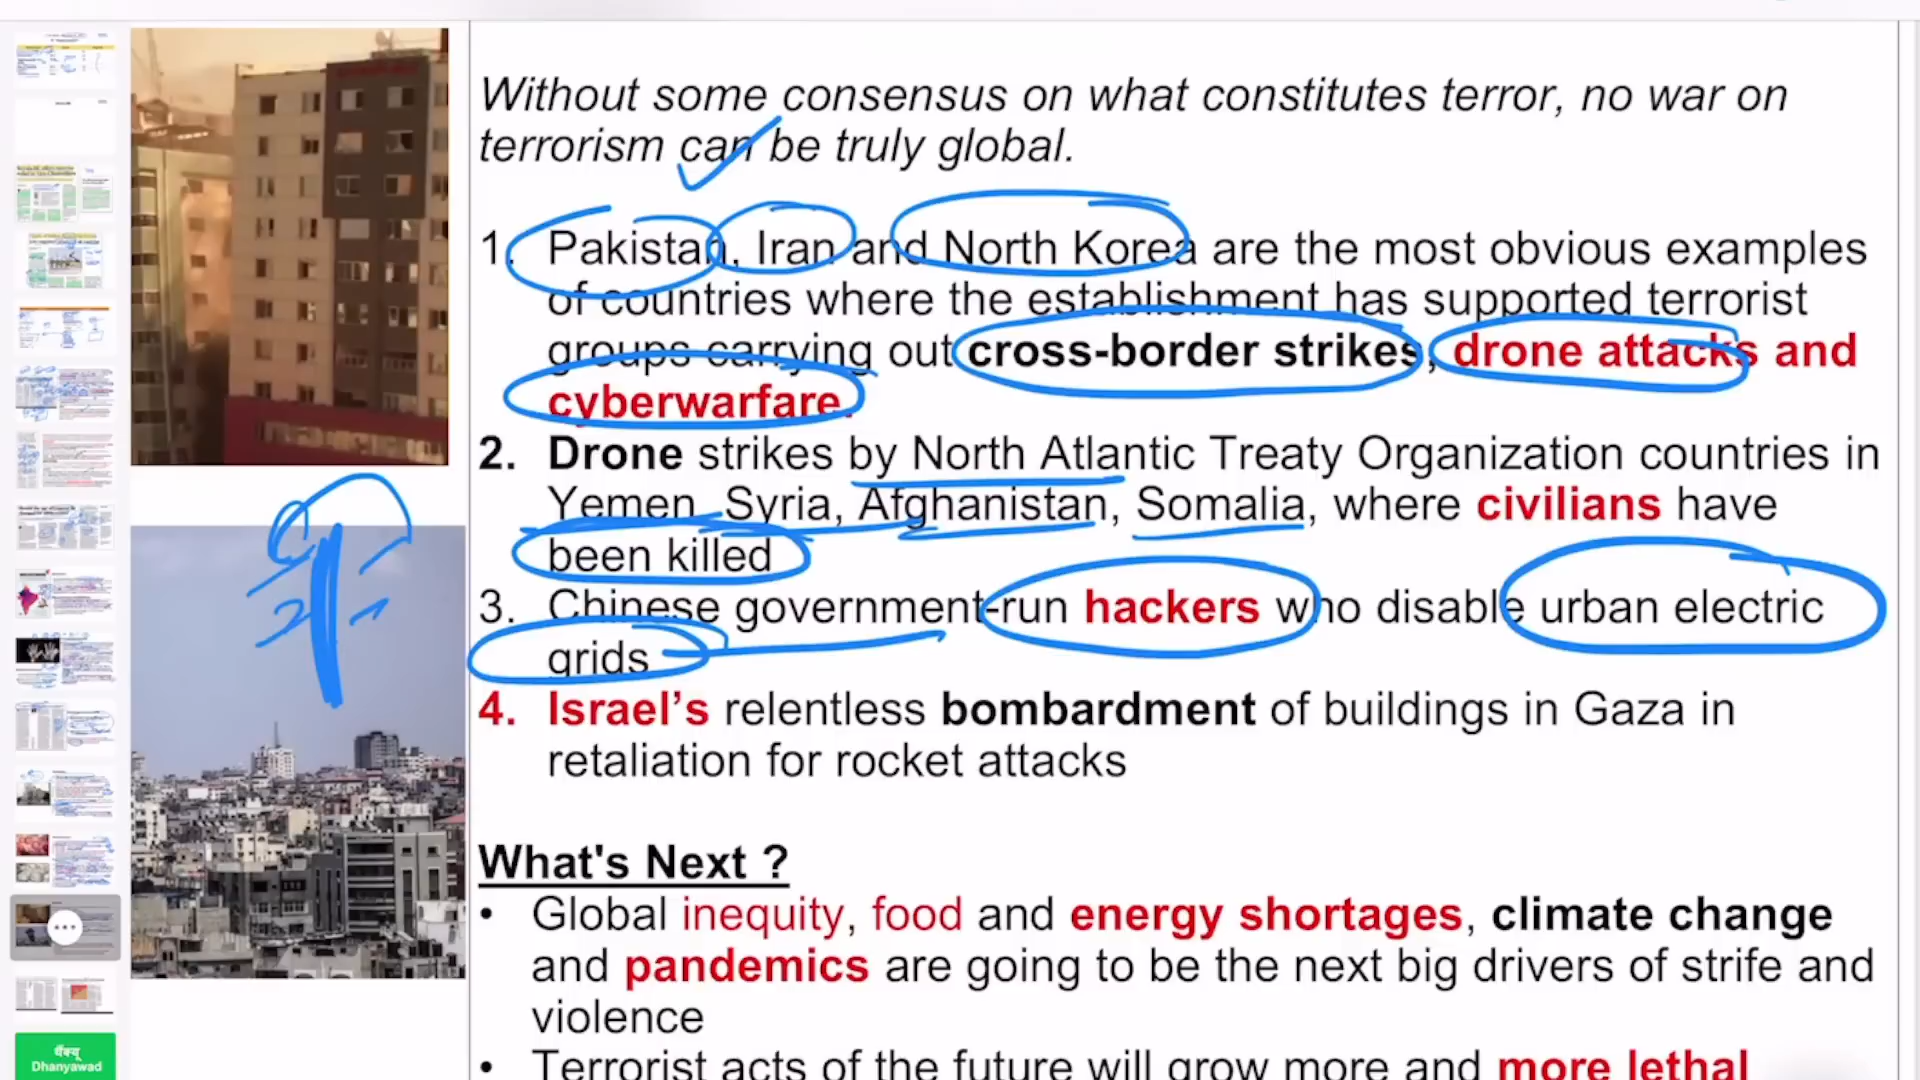 Without some consensus on what constitutes terror, no war on
terrorism can be truly global.
1. Pakistan, Iran and North Korea are the most obvious examples
of countries where the establishment has supported terrorist
groups carrying out cross-border strikes, drone attacks and
cyberwarfare.
2. Drone strikes by North Atlantic Treaty Organization countries in
Yemen, Syria, Afghanistan, Somalia, where civilians have
been killed
3. Chinese government-run hackers who disable urban electric
grids
4. Israel’s relentless bombardment of buildings in Gaza in
retaliation for rocket attacks
What's Next ?
• Global inequity, food and energy shortages, climate change
and pandemics are going to be the next big drivers of strife and
violence
• Terrorist acts of the future will grow more and more lethal
थैंक्यू
Dhanyawad